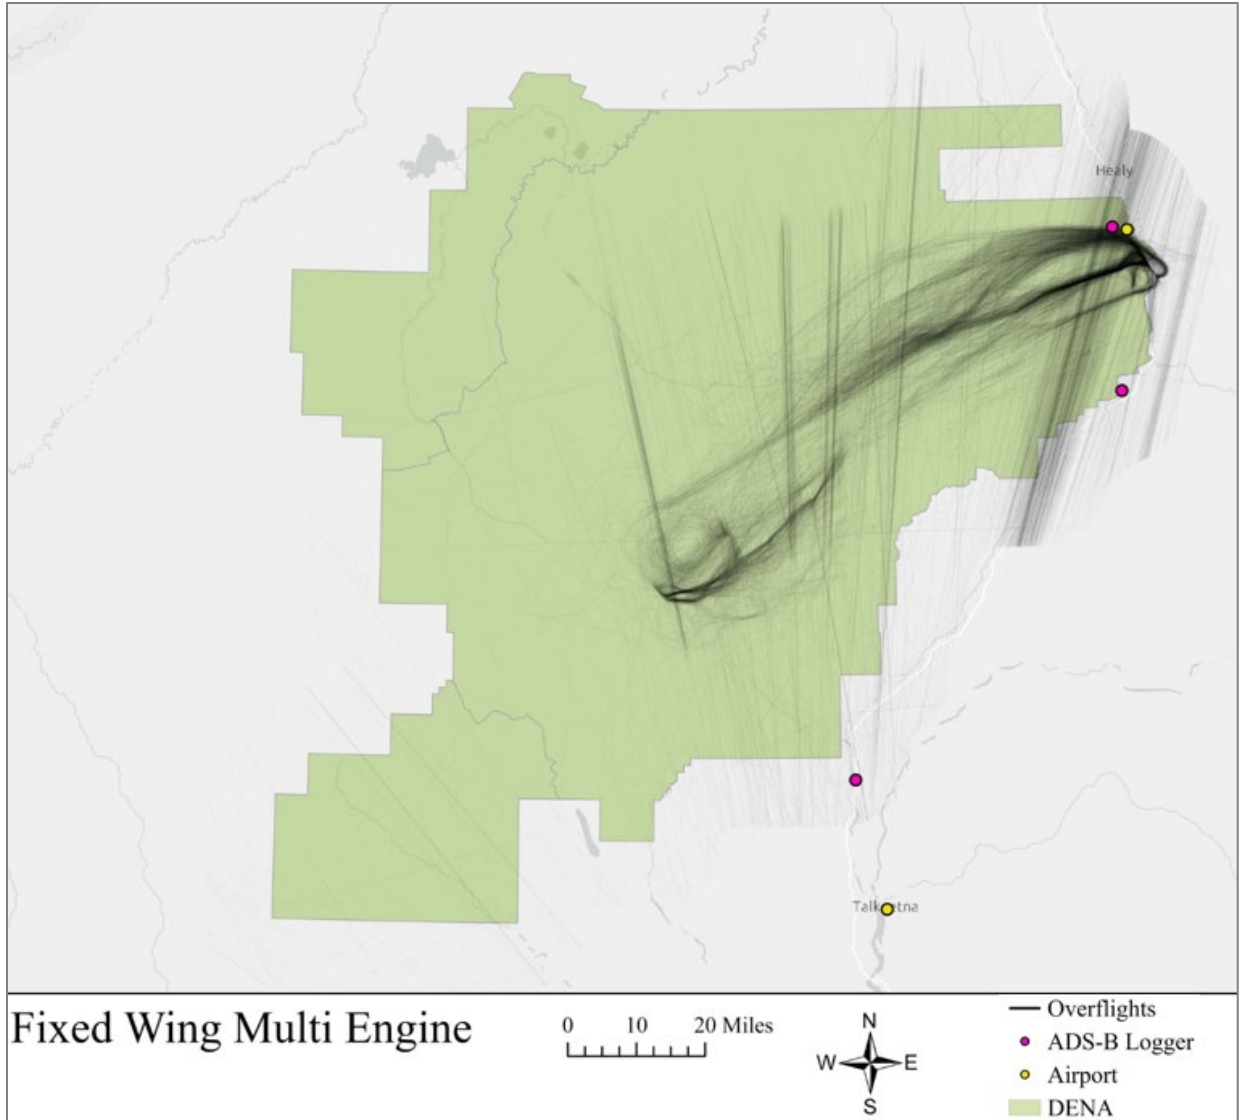 Healy
Talkeetna
Fixed Wing Multi Engine
0 10 20 Miles
N
W E
S
Overflights
ADS-B Logger
Airport
DENA